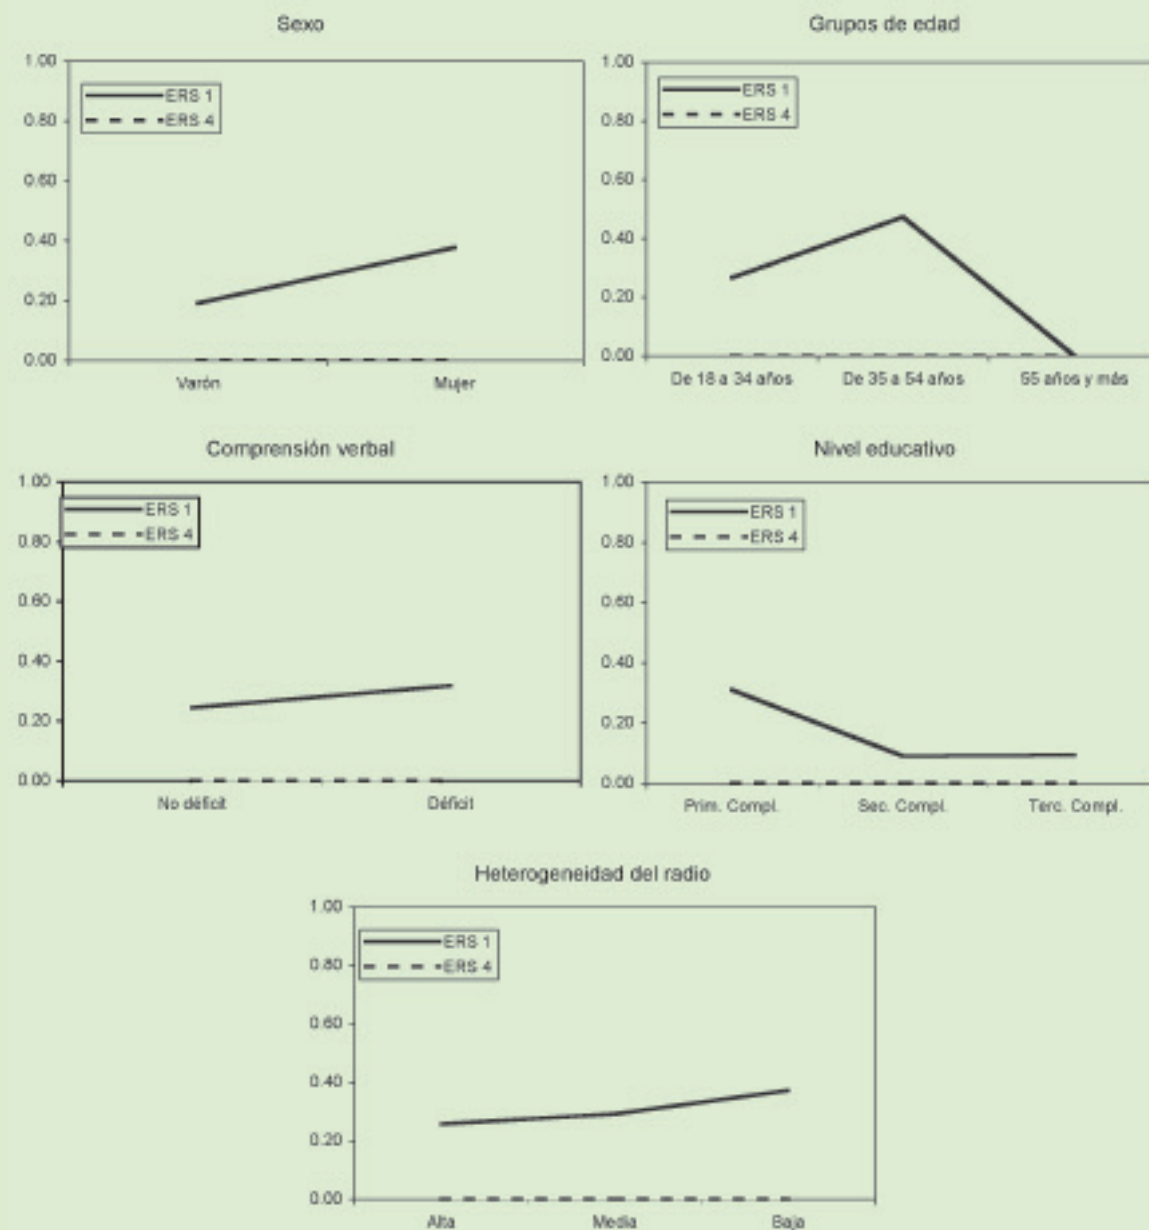 Sexo
1.00
0.80
0.60
0.40
0.20
0.00
ERS 1
ERS 4
Varón Mujer
Grupos de edad
1.00
0.80
0.60
0.40
0.20
0.00
ERS 1
ERS 4
De 18 a 34 años De 35 a 54 años 55 años y más
Comprensión verbal
1.00
0.80
0.60
0.40
0.20
0.00
ERS 1
ERS 4
No déficit Déficit
Nivel educativo
1.00
0.80
0.60
0.40
0.20
0.00
ERS 1
ERS 4
Prim. Compl. Sec. Compl. Terc. Compl.
Heterogeneidad del radio
1.00
0.80
0.60
0.40
0.20
0.00
ERS 1
ERS 4
Alta Media Baja